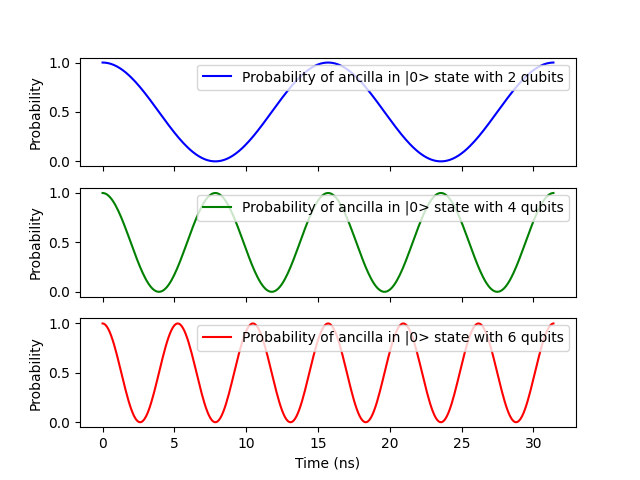 Probability of ancilla in |0> state with 2 qubits
1.0
0.5
0.0
Probability
Probability of ancilla in |0> state with 4 qubits
1.0
0.5
0.0
Probability
Probability of ancilla in |0> state with 6 qubits
1.0
0.5
0.0
Probability
0 5 10 15 20 25 30
Time (ns)